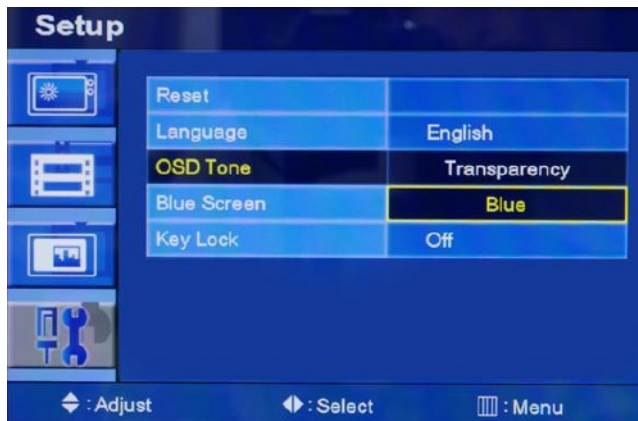 Setup
Reset
Language English
OSD Tone Transparency
Blue Screen Blue
Key Lock Off
: Adjust : Select : Menu